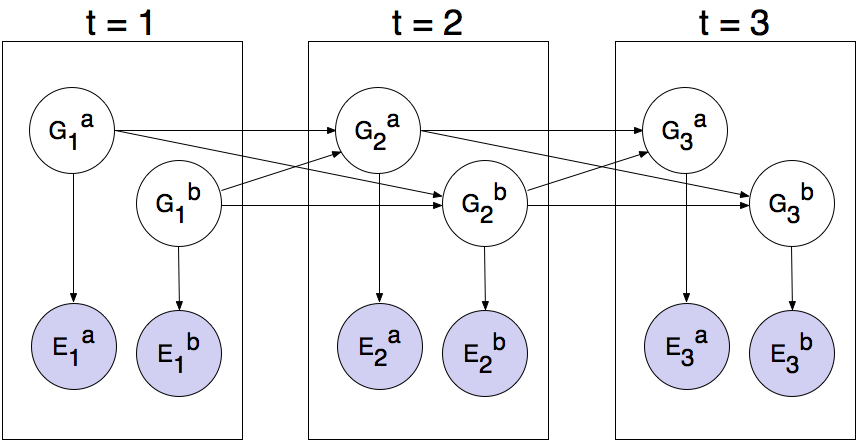 t = 1 t = 2 t = 3
G₁ᵃ G₂ᵃ G₃ᵃ
G₁ᵇ G₂ᵇ G₃ᵇ
E₁ᵃ E₁ᵇ E₂ᵃ E₂ᵇ E₃ᵃ E₃ᵇ